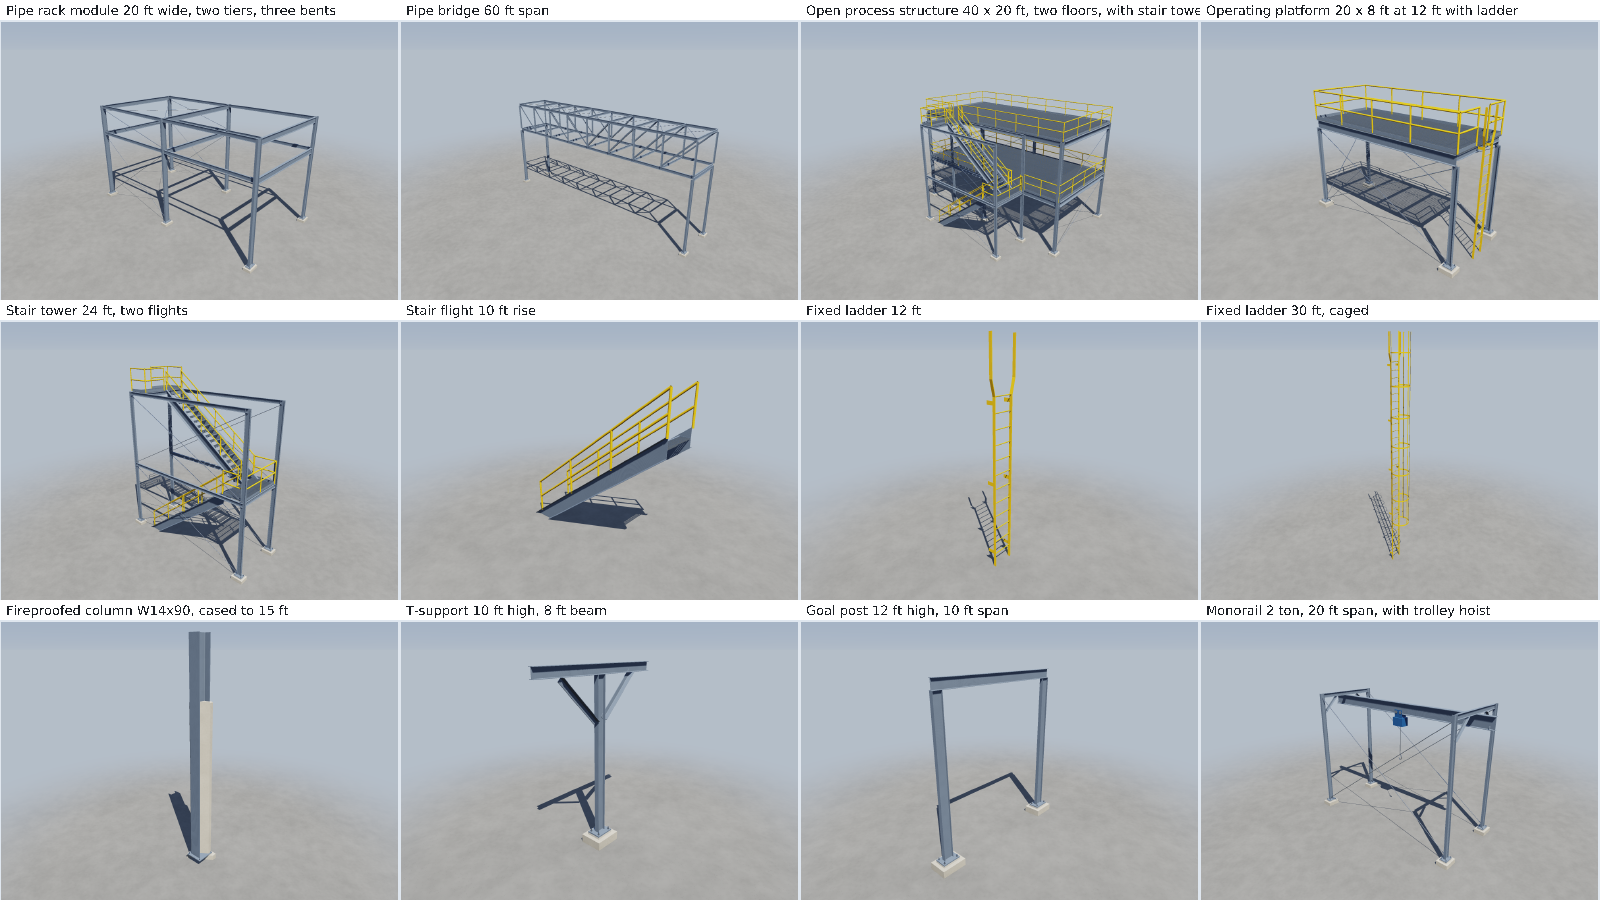 Pipe rack module 20 ft wide, two tiers, three bents
Pipe bridge 60 ft span
Open process structure 40 x 20 ft, two floors, with stair towe
Operating platform 20 x 8 ft at 12 ft with ladder
Stair tower 24 ft, two flights
Stair flight 10 ft rise
Fixed ladder 12 ft
Fixed ladder 30 ft, caged
Fireproofed column W14x90, cased to 15 ft
T-support 10 ft high, 8 ft beam
Goal post 12 ft high, 10 ft span
Monorail 2 ton, 20 ft span, with trolley hoist